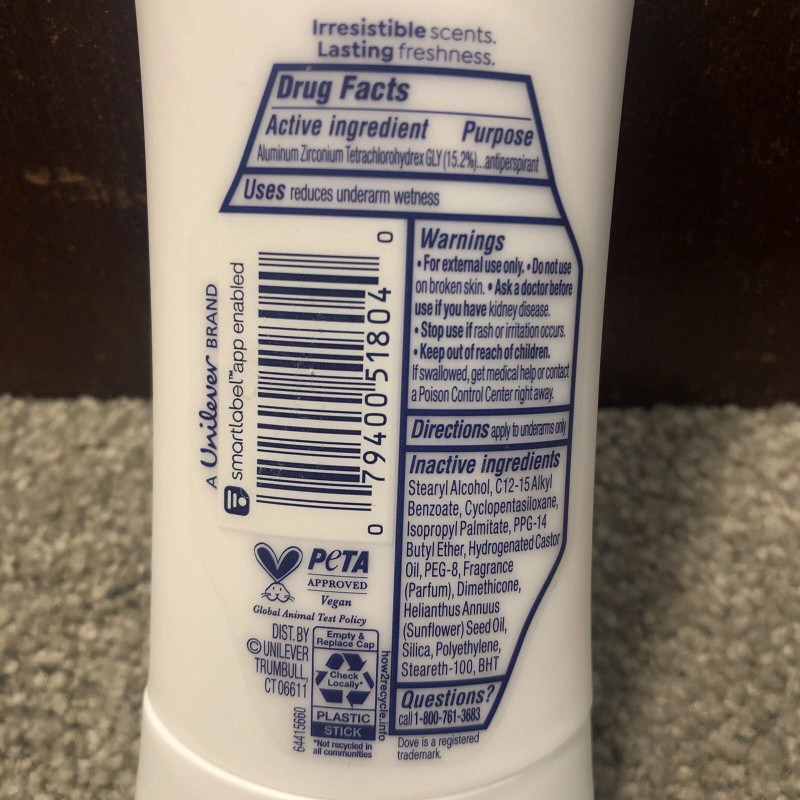 Irresistible scents.
Lasting freshness.
Drug Facts
Active ingredient Purpose
Aluminum Zirconium Tetrachlorohydrex GLY (15.2%)...antiperspirant
Uses reduces underarm wetness
Warnings
• For external use only. • Do not use
on broken skin. • Ask a doctor before
use if you have kidney disease.
• Stop use if rash or irritation occurs.
• Keep out of reach of children.
If swallowed, get medical help or contact
a Poison Control Center right away.
Directions apply to underarms only
Inactive ingredients
Stearyl Alcohol, C12-15 Alkyl
Benzoate, Cyclopentasiloxane,
Isopropyl Palmitate, PPG-14
Butyl Ether, Hydrogenated Castor
Oil, PEG-8, Fragrance
(Parfum), Dimethicone,
Helianthus Annuus
(Sunflower) Seed Oil,
Silica, Polyethylene,
Steareth-100, BHT
Questions?
call 1-800-761-3683
Dove is a registered
trademark.
A Unilever BRAND
smartlabel™ app enabled
0 79400 51804 0
PETA
APPROVED
Vegan
Global Animal Test Policy
DIST. BY
© UNILEVER
TRUMBULL,
CT 06611
64415660
Empty &
Replace Cap
Check
Locally*
PLASTIC
STICK
*Not recycled in
all communities
how2recycle.info